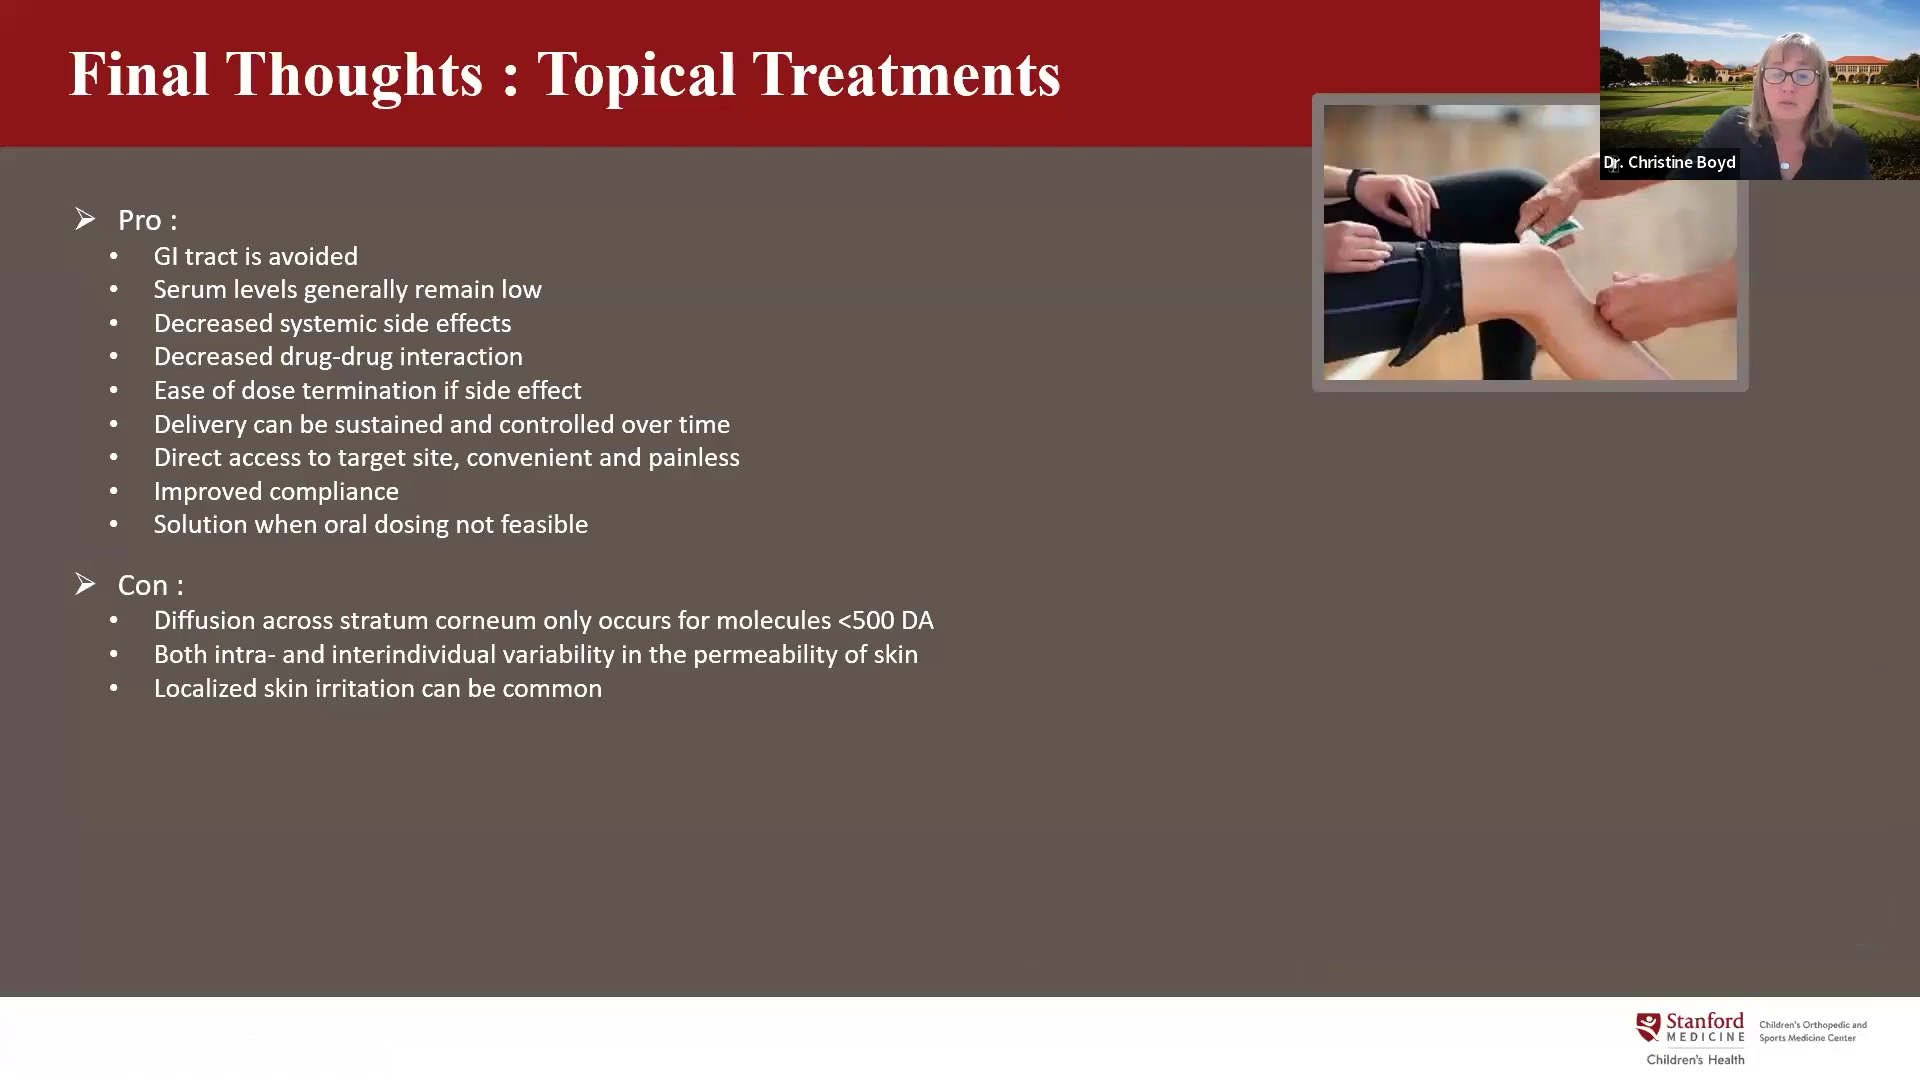 Final Thoughts : Topical Treatments
Dr. Christine Boyd
➢ Pro :
• GI tract is avoided
• Serum levels generally remain low
• Decreased systemic side effects
• Decreased drug-drug interaction
• Ease of dose termination if side effect
• Delivery can be sustained and controlled over time
• Direct access to target site, convenient and painless
• Improved compliance
• Solution when oral dosing not feasible
➢ Con :
• Diffusion across stratum corneum only occurs for molecules <500 DA
• Both intra- and interindividual variability in the permeability of skin
• Localized skin irritation can be common
Stanford
MEDICINE
Children's Health
Children's Orthopedic and
Sports Medicine Center